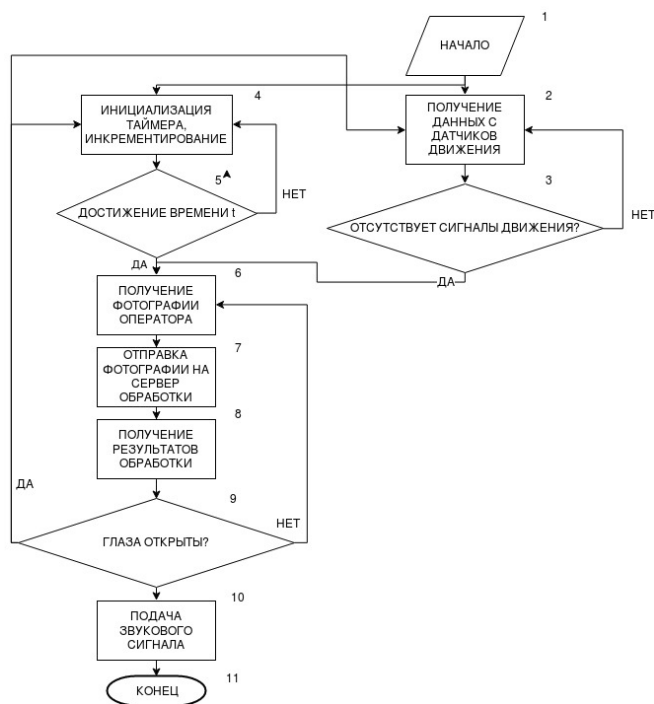 1
НАЧАЛО
4
ИНИЦИАЛИЗАЦИЯ
ТАЙМЕРА,
ИНКРЕМЕНТИРОВАНИЕ
2
ПОЛУЧЕНИЕ
ДАННЫХ С
ДАТЧИКОВ
ДВИЖЕНИЯ
5
НЕТ
ДОСТИЖЕНИЕ ВРЕМЕНИ t
3
НЕТ
ОТСУТСТВУЕТ СИГНАЛЫ ДВИЖЕНИЯ?
ДА
ДА
6
ПОЛУЧЕНИЕ
ФОТОГРАФИИ
ОПЕРАТОРА
7
ОТПРАВКА
ФОТОГРАФИИ НА
СЕРВЕР
ОБРАБОТКИ
8
ПОЛУЧЕНИЕ
РЕЗУЛЬТАТОВ
ОБРАБОТКИ
ДА
9
НЕТ
ГЛАЗА ОТКРЫТЫ?
10
ПОДАЧА
ЗВУКОВОГО
СИГНАЛА
11
КОНЕЦ